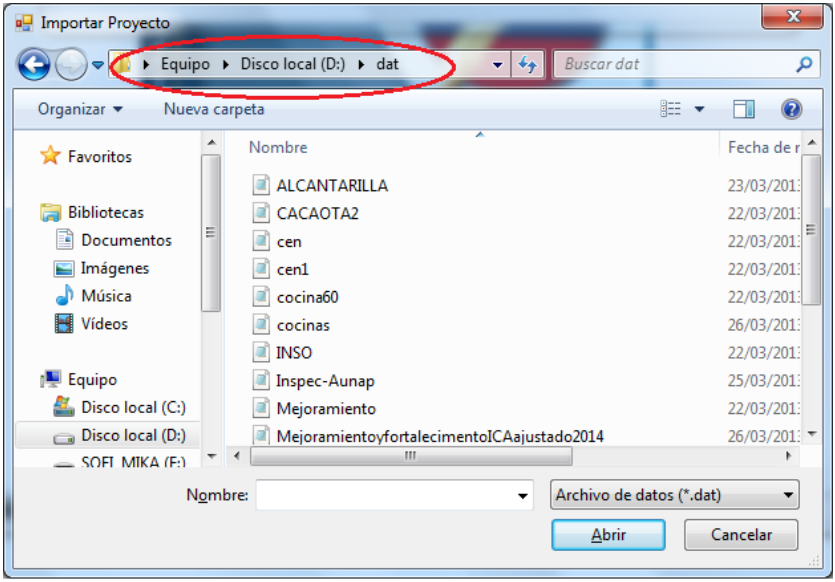 Importar Proyecto
Equipo Disco local (D:) dat
Buscar dat
Organizar
Nueva carpeta
Favoritos
Bibliotecas
Documentos
Imágenes
Música
Vídeos
Equipo
Disco local (C:)
Disco local (D:)
SOFI_MIKA (F:)
Nombre Fecha de r
ALCANTARILLA 23/03/2013
CACAOTA2 22/03/2013
cen 22/03/2013
cen1 22/03/2013
cocina60 22/03/2013
cocinas 26/03/2013
INSO 22/03/2013
Inspec-Aunap 25/03/2013
Mejoramiento 22/03/2013
MejoramientoyfortalecimentoICAajustado2014 26/03/2013
Nombre:
Archivo de datos (*.dat)
Abrir
Cancelar